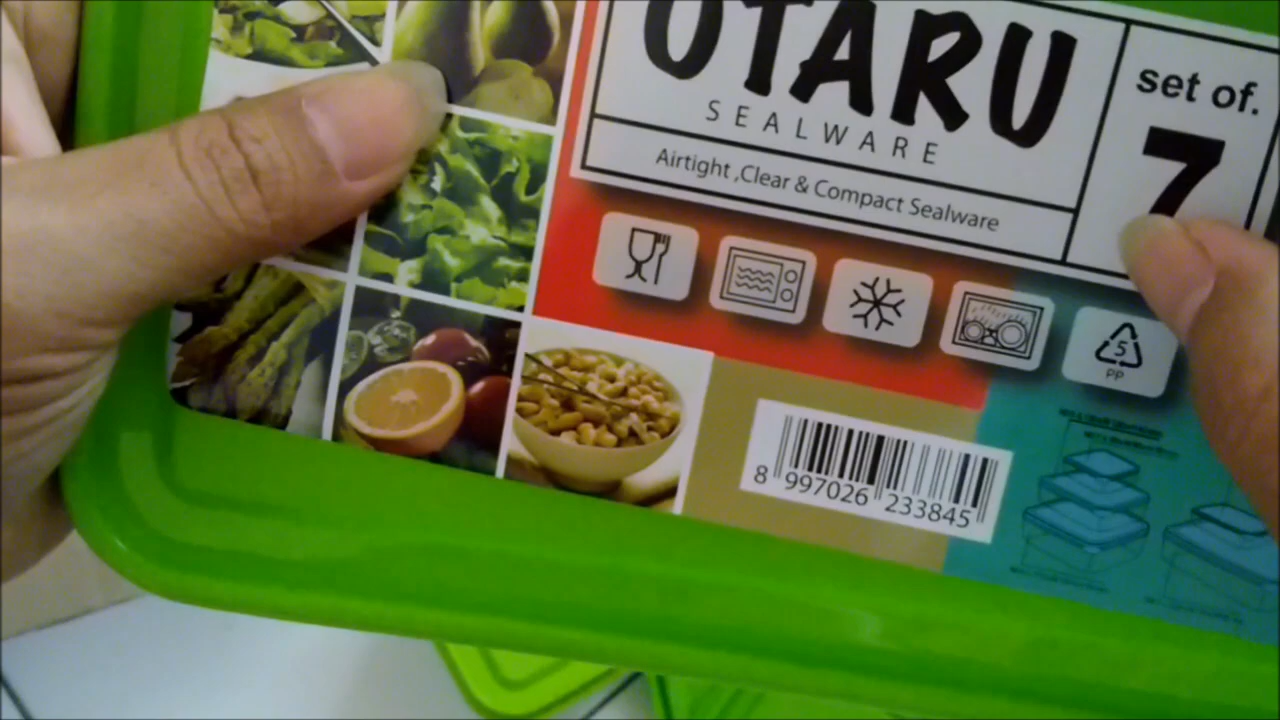 OTARU
SEALWARE
Airtight ,Clear & Compact Sealware
set of.
7
5
PP
8 997026 233845